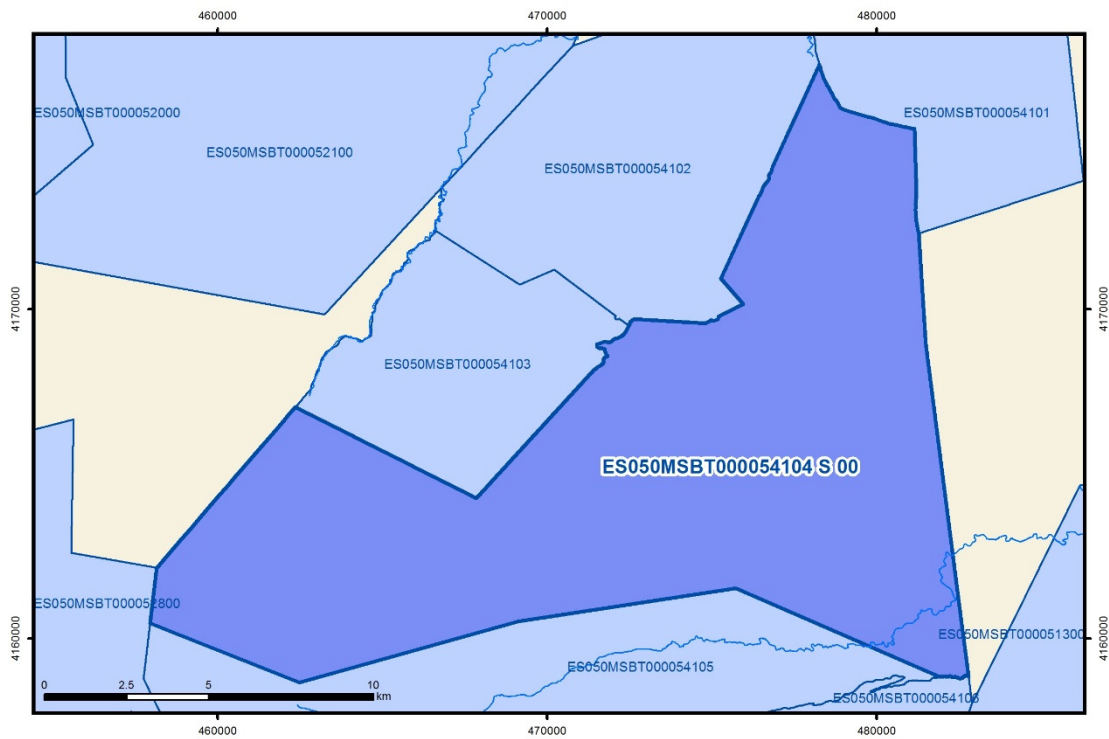 460000 470000 480000
ES050MSBT000052000
ES050MSBT000054101
ES050MSBT000052100
ES050MSBT000054102
4170000
4170000
ES050MSBT000054103
ES050MSBT000054104 S 00
ES050MSBT000052800
4160000
4160000
ES050MSBT000051300
ES050MSBT000054105
ES050MSBT000054106
0 2.5 5 10
km
460000 470000 480000